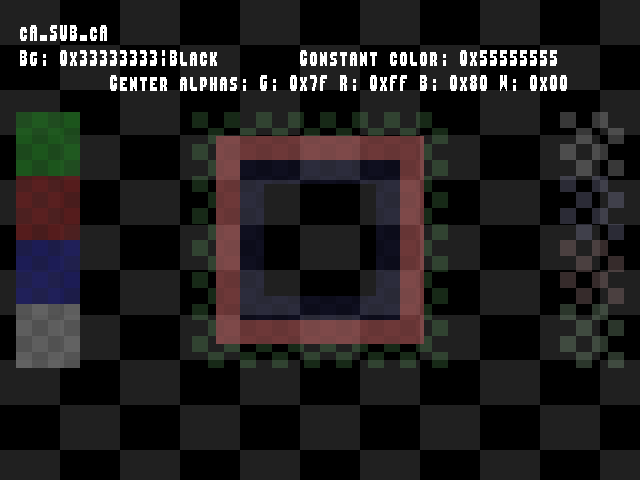 cA_SUB_cA
Bg: 0x33333333¦Black Constant color: 0x55555555
Center alphas: G: 0x7F R: 0xFF B: 0x80 W: 0x00